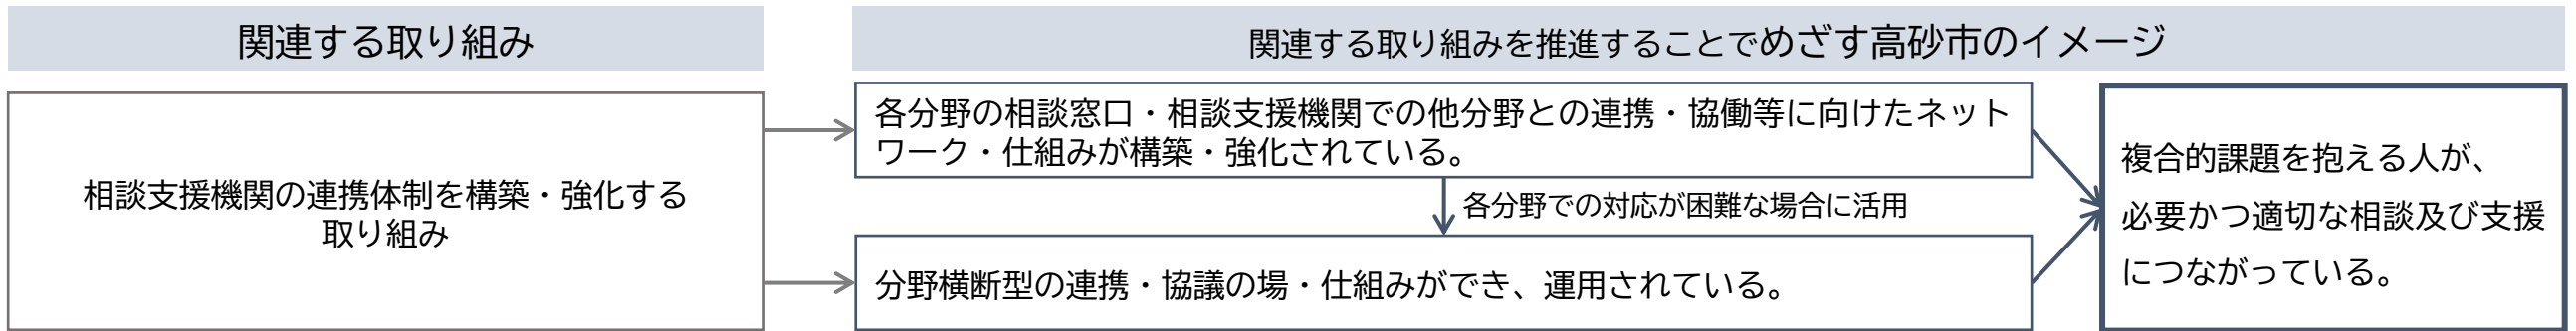 関連する取り組み
関連する取り組みを推進することでめざす高砂市のイメージ
相談支援機関の連携体制を構築・強化する
取り組み
各分野の相談窓口・相談支援機関での他分野との連携・協働等に向けたネット
ワーク・仕組みが構築・強化されている。
各分野での対応が困難な場合に活用
分野横断型の連携・協議の場・仕組みができ、運用されている。
複合的課題を抱える人が、
必要かつ適切な相談及び支援
につながっている。